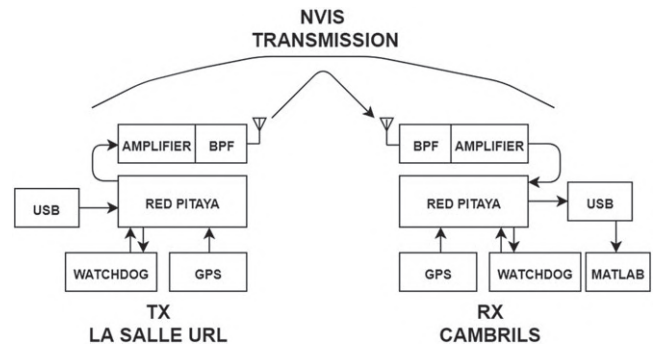 NVIS
TRANSMISSION
AMPLIFIER BPF
BPF AMPLIFIER
USB
RED PITAYA
RED PITAYA
USB
WATCHDOG
GPS
GPS
WATCHDOG
MATLAB
TX
LA SALLE URL
RX
CAMBRILS